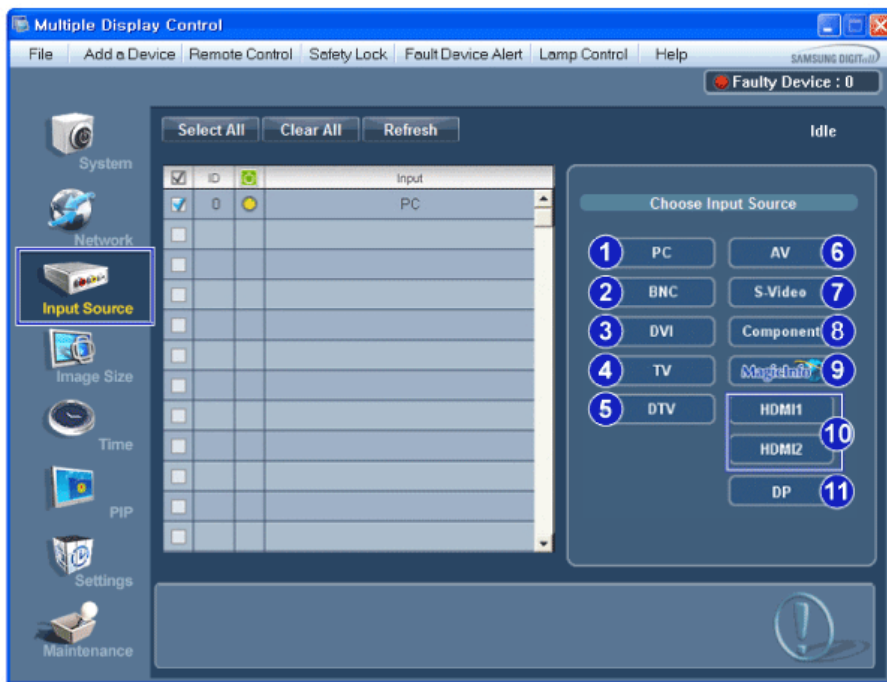 Multiple Display Control
File Add a Device Remote Control Safety Lock Fault Device Alert Lamp Control Help
SAMSUNG DIGITall
Faulty Device : 0
Select All Clear All Refresh
Idle
System
Network
Input Source
Image Size
Time
PIP
Settings
Maintenance
ID Input
0 PC
Choose Input Source
1 PC
2 BNC
3 DVI
4 TV
5 DTV
AV 6
S-Video 7
Component 8
MagicInfo 9
HDMI1
10
HDMI2
DP 11